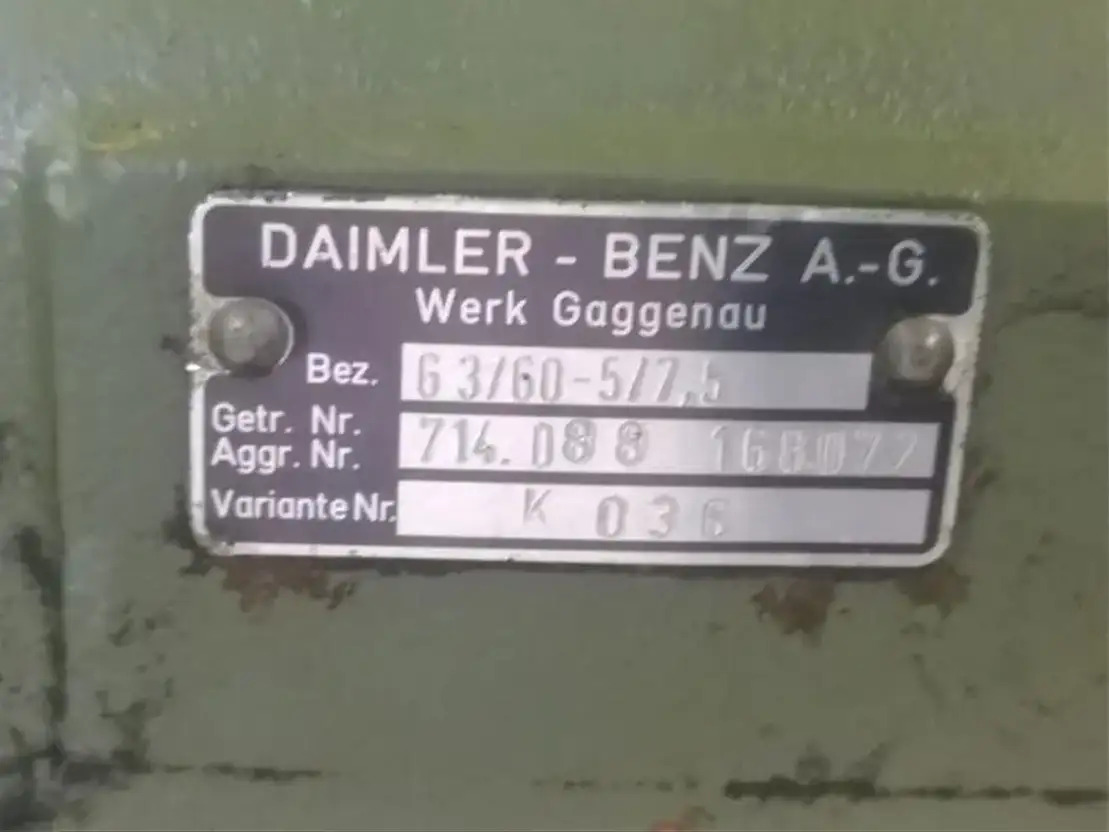 DAIMLER - BENZ A.-G.
Werk Gaggenau
Bez. G 3/60-5/7,5
Getr. Nr.
Aggr. Nr. 714.088 168077
Variante Nr. K 036